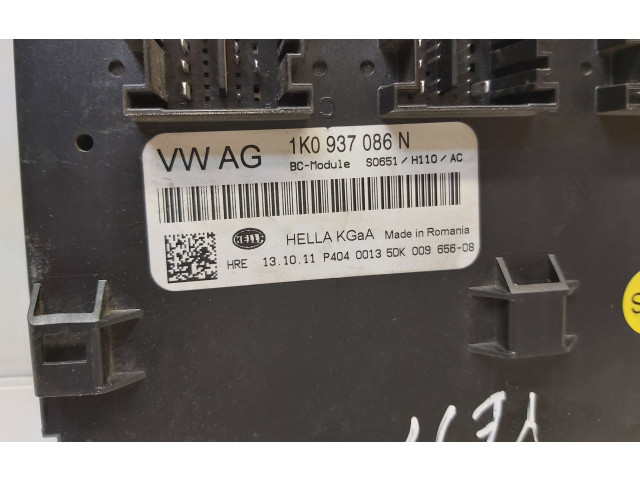 C
VW AG 1K0 937 086 N
BC-Module S0651 / H110 / AC
HELLA HELLA KGaA Made in Romania
HRE 13.10.11 P404 0013 5DK 009 656-08